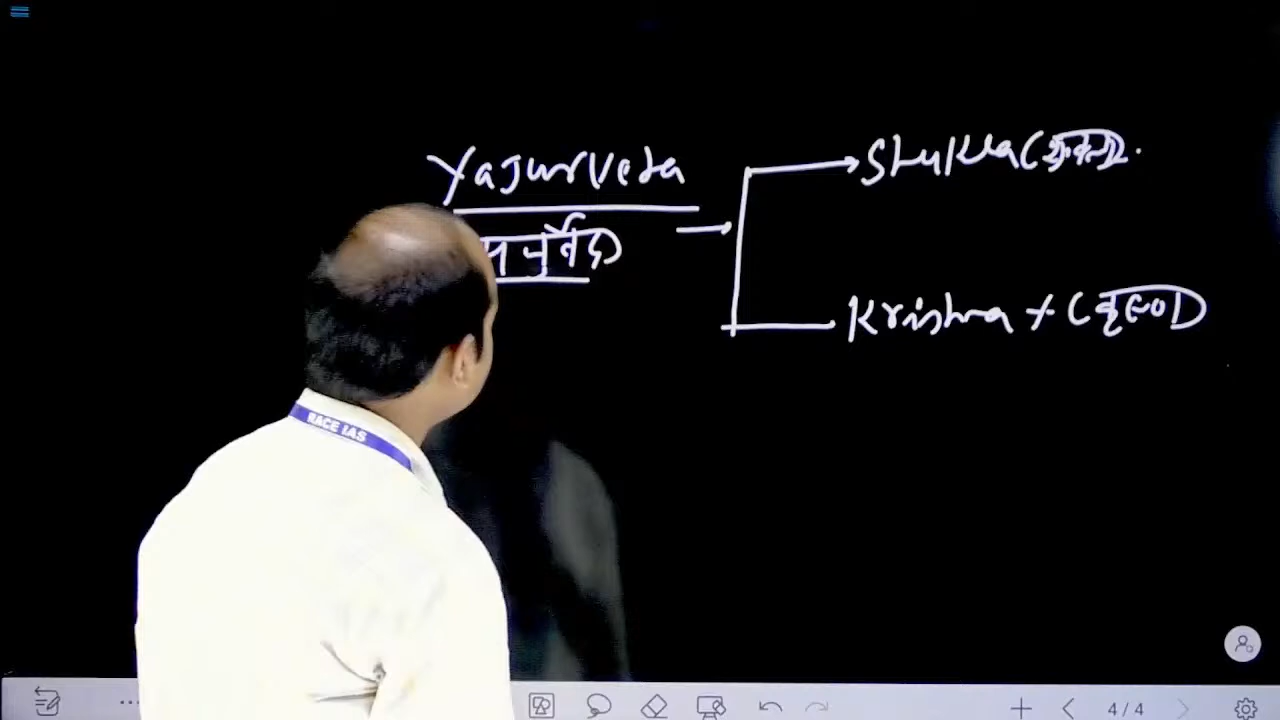 Yajurveda
Shukla (शुक्ल).
यजुर्वेद
Krishna Y (कृष्ण)
RACE IAS
4/4